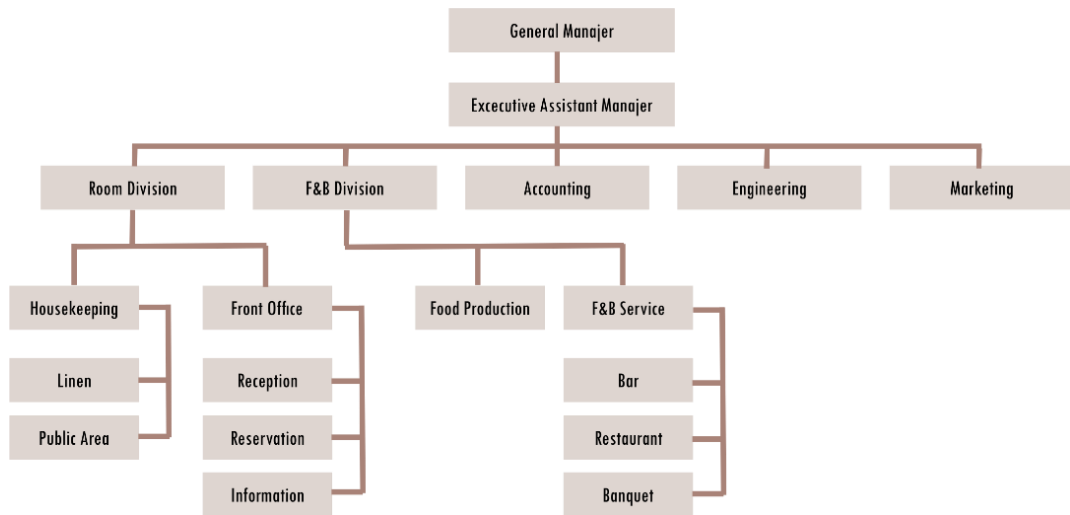 General Manajer
Excecutive Assistant Manajer
Room Division
F&B Division
Accounting
Engineering
Marketing
Housekeeping
Front Office
Food Production
F&B Service
Linen
Reception
Bar
Public Area
Reservation
Restaurant
Information
Banquet